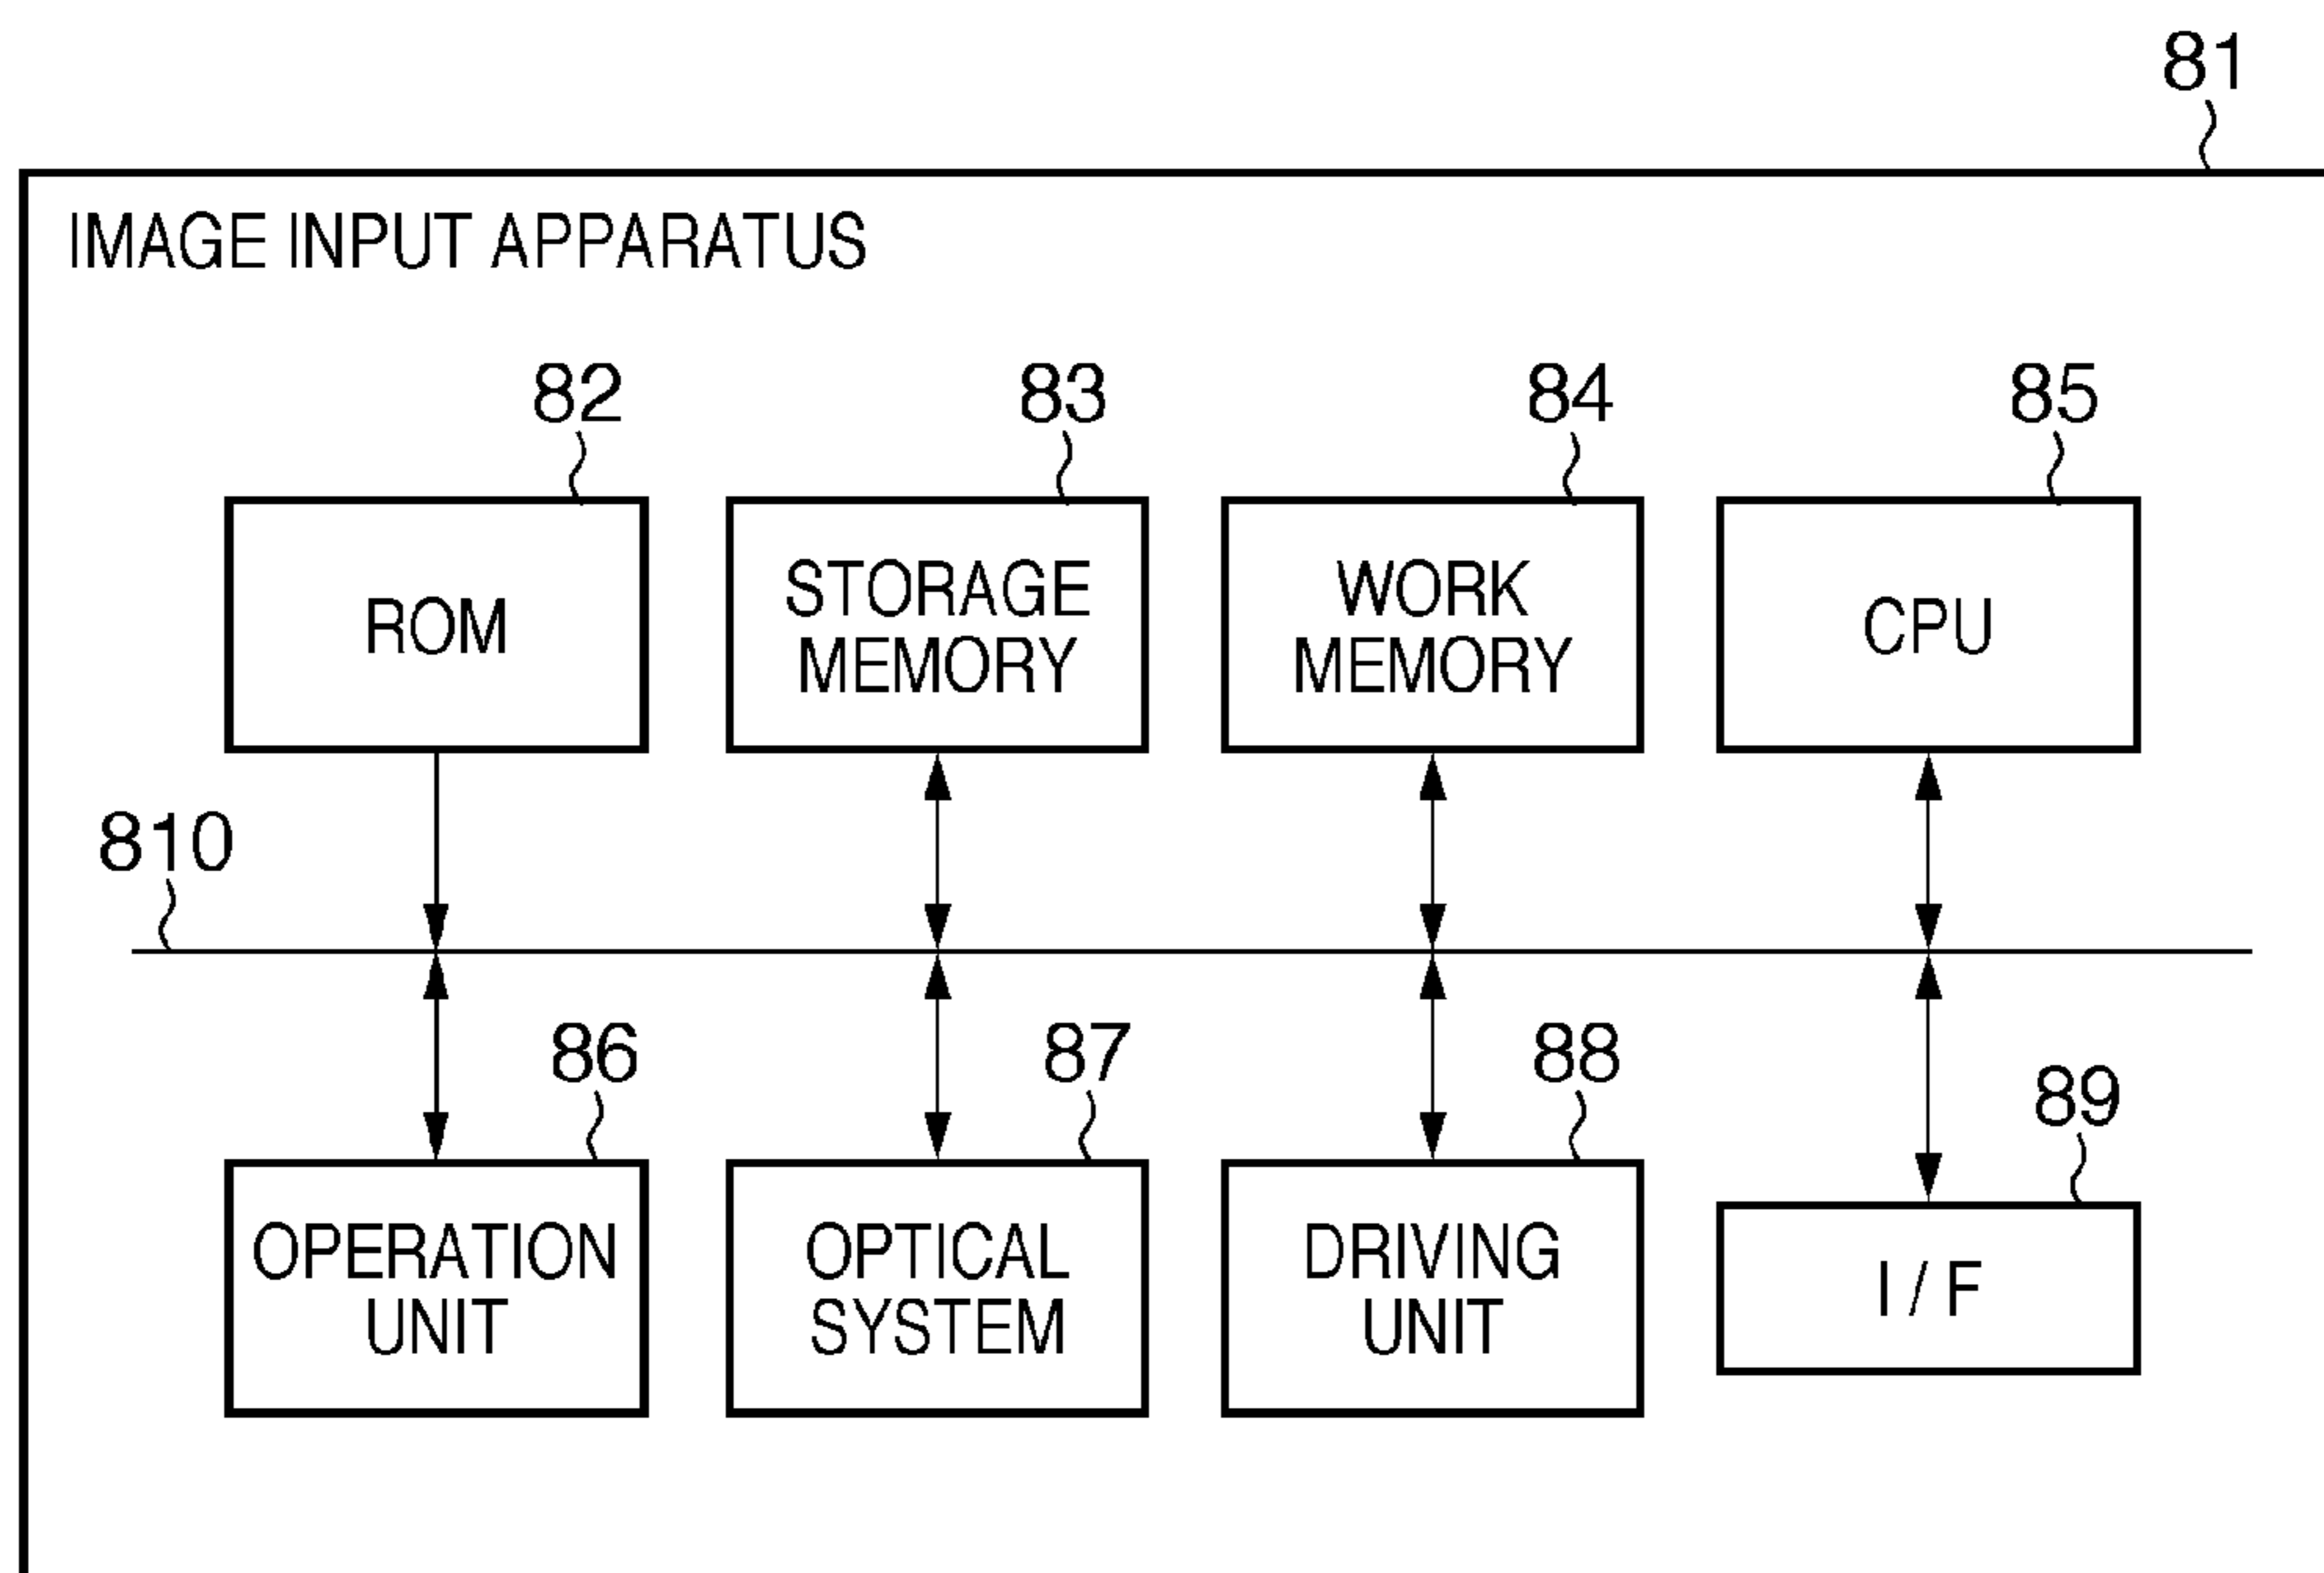 81
IMAGE INPUT APPARATUS
82
83
84
85
ROM
STORAGE
MEMORY
WORK
MEMORY
CPU
810
86
87
88
89
OPERATION
UNIT
OPTICAL
SYSTEM
DRIVING
UNIT
I / F